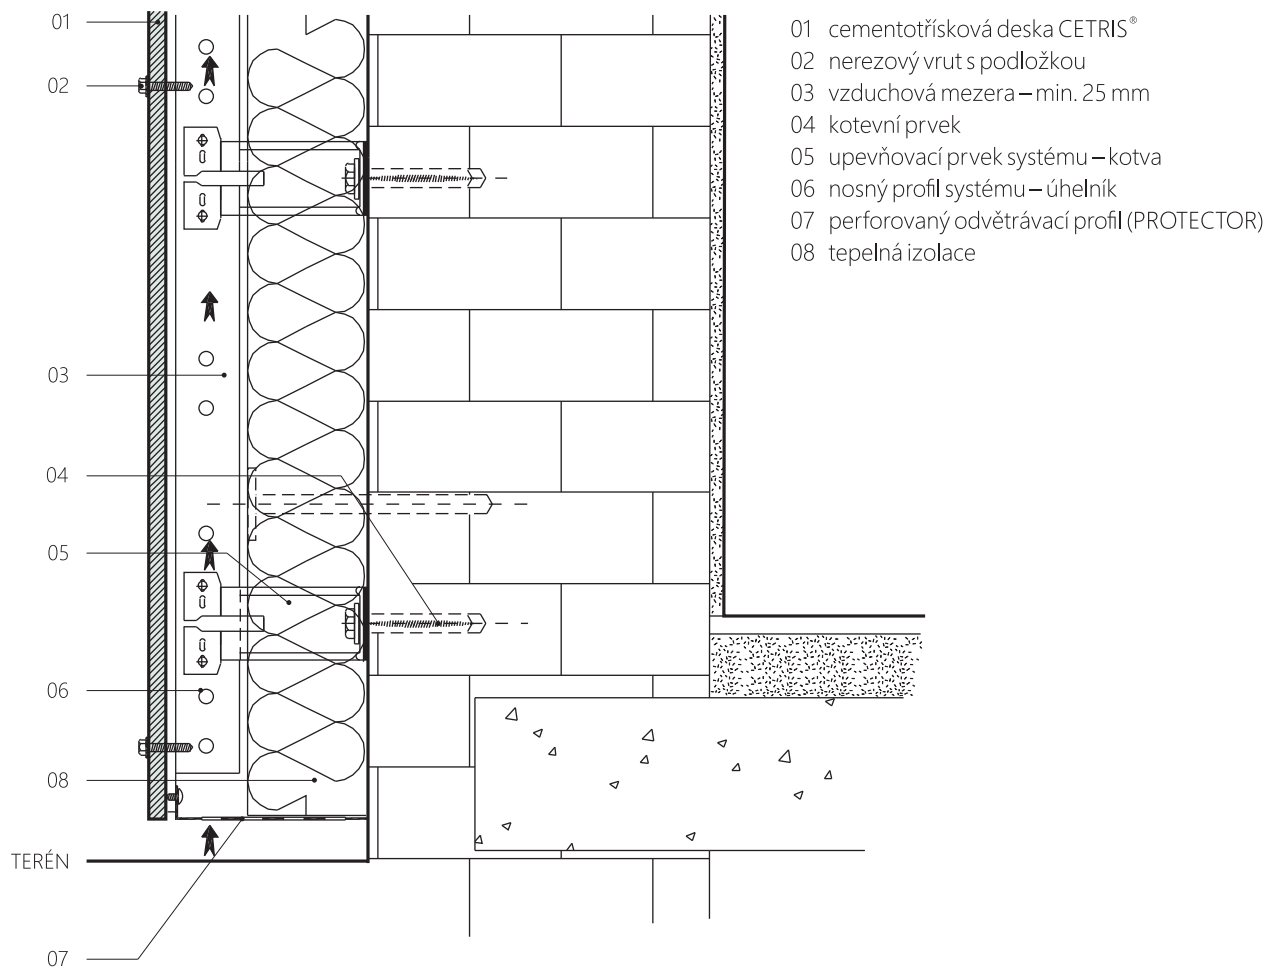 01 cementotřísková deska CETRIS®
02 nerezový vrut s podložkou
03 vzduchová mezera – min. 25 mm
04 kotevní prvek
05 upevňovací prvek systému – kotva
06 nosný profil systému – úhelník
07 perforovaný odvětrávací profil (PROTECTOR)
08 tepelná izolace
01
02
03
04
05
06
08
TERÉN
07